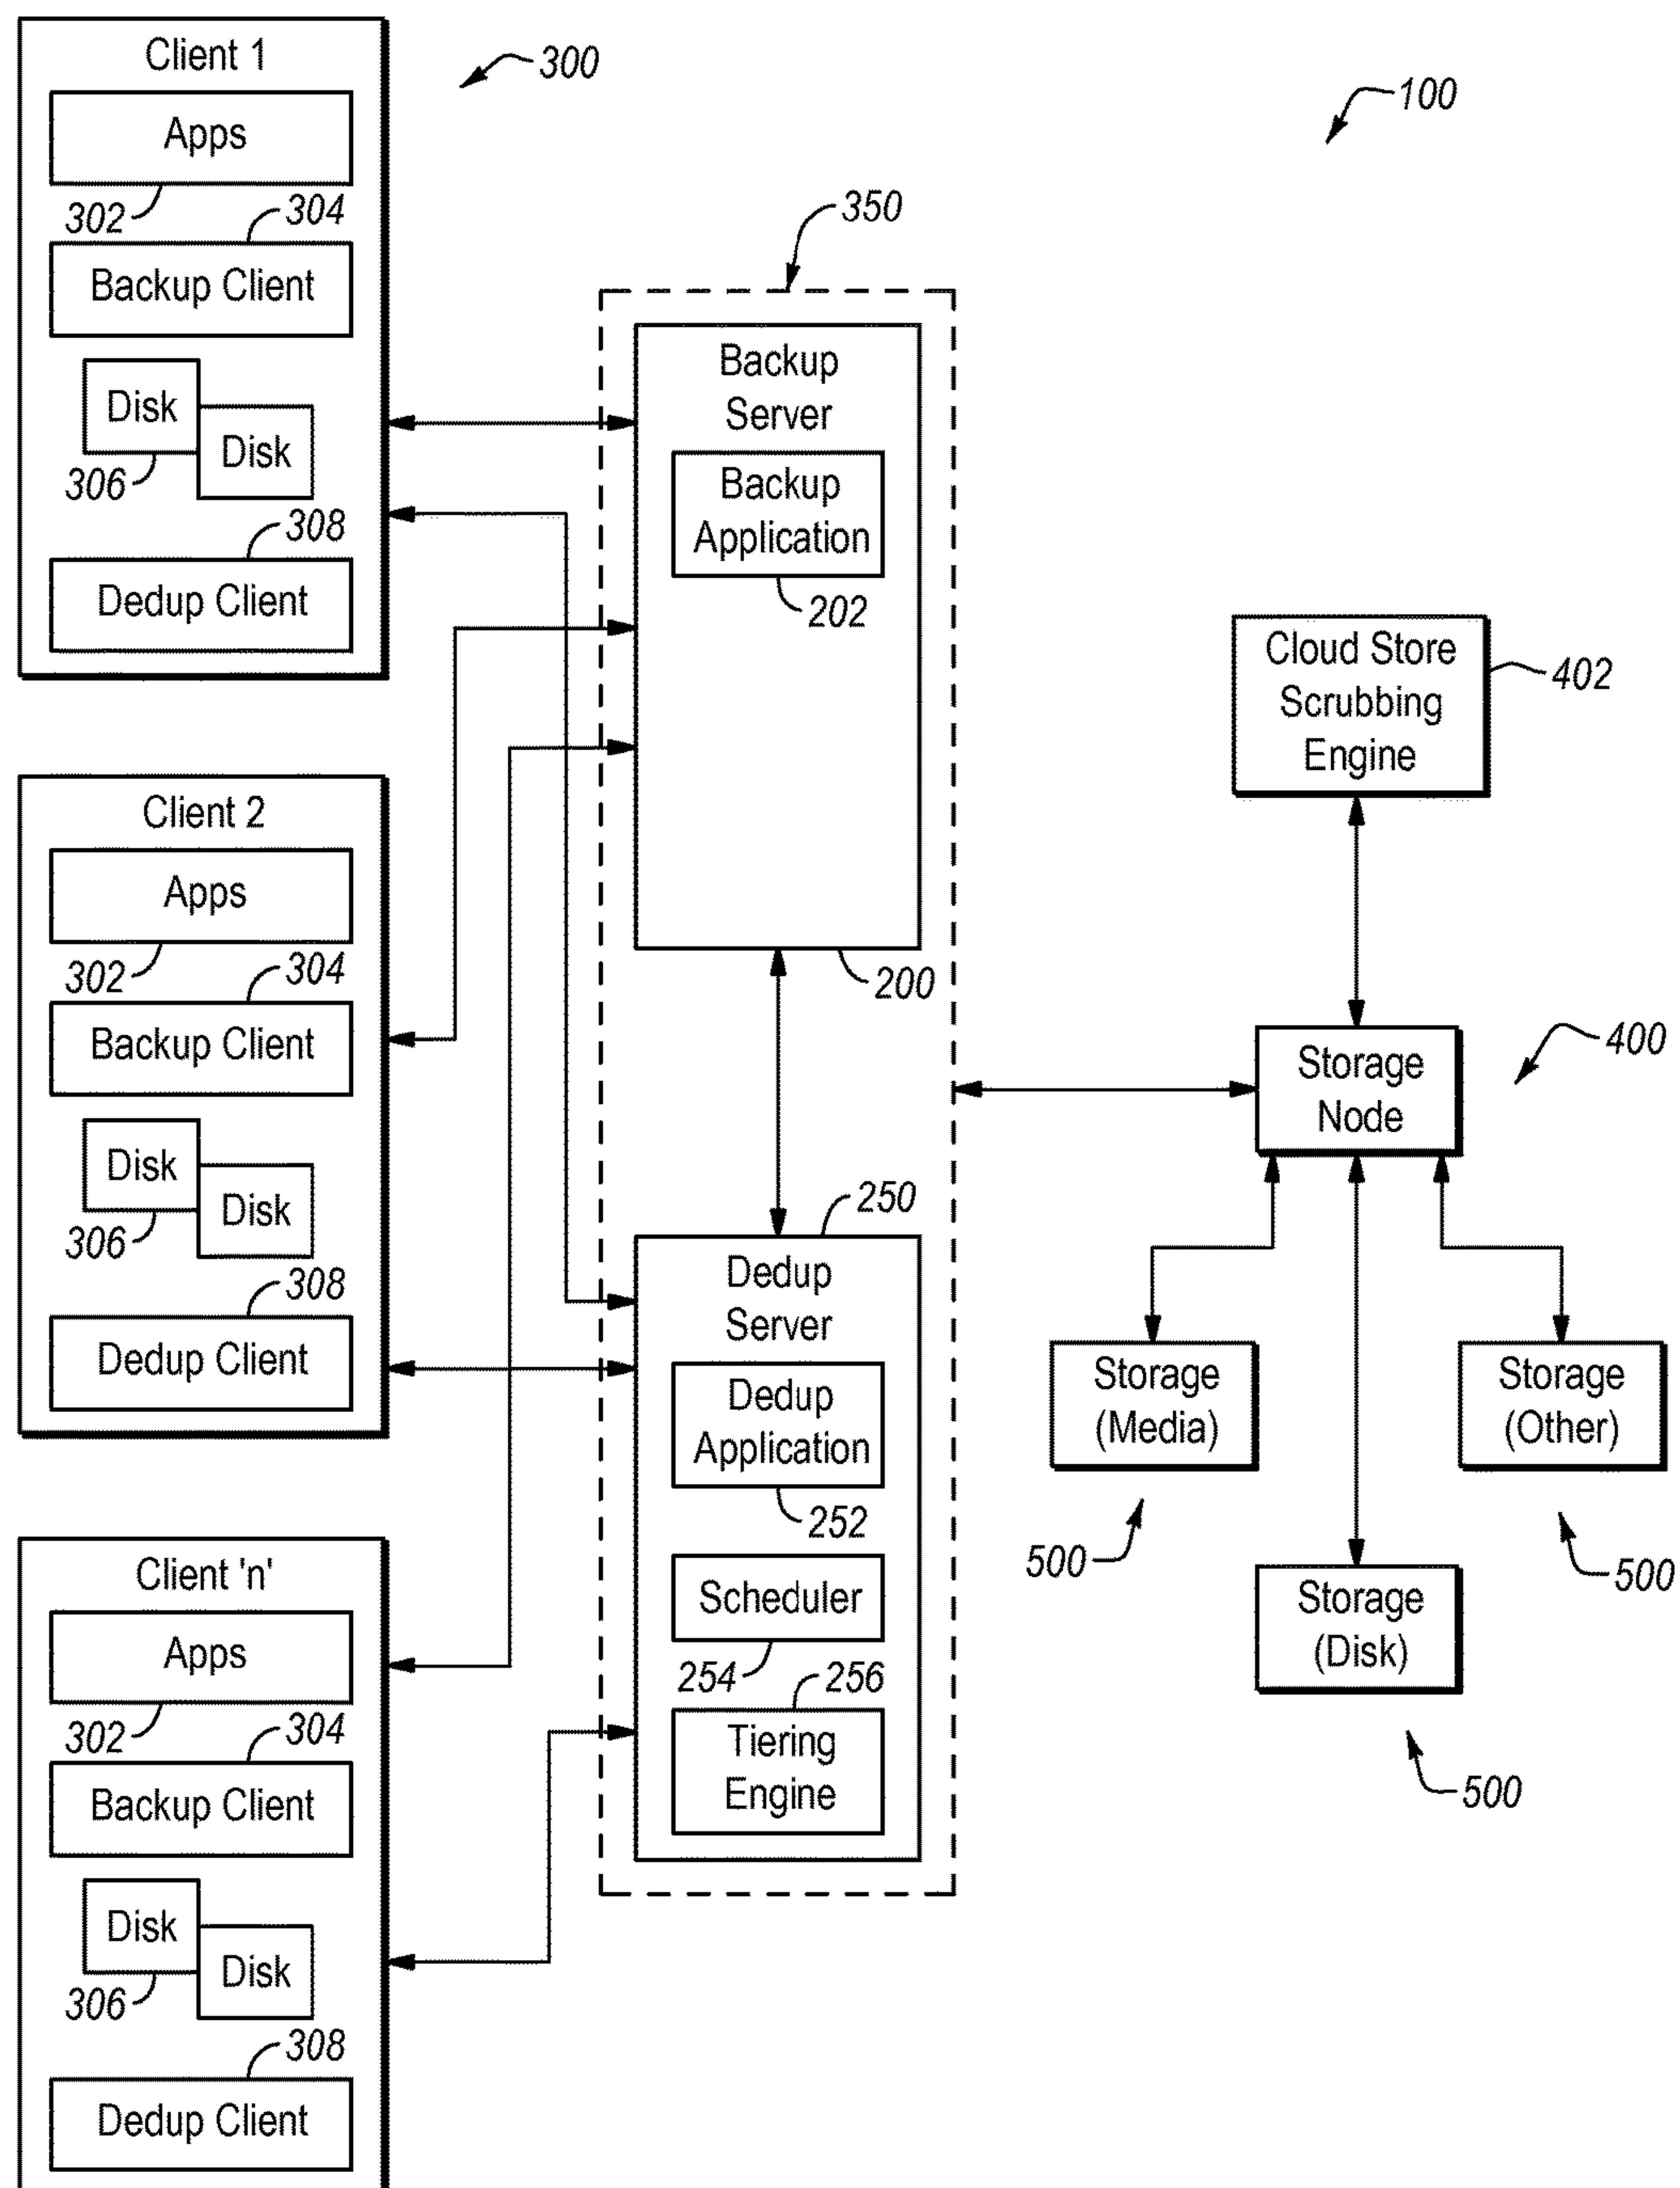 Client 1
Apps
302
304
Backup Client
Disk
Disk
306
308
Dedup Client
300
100
Client 2
Apps
302
304
Backup Client
Disk
Disk
306
308
Dedup Client
Client 'n'
Apps
302
304
Backup Client
Disk
Disk
306
308
Dedup Client
350
Backup
Server
Backup
Application
202
200
250
Dedup
Server
Dedup
Application
252
Scheduler
254
256
Tiering
Engine
Cloud Store
Scrubbing
Engine
402
Storage
Node
400
Storage
(Media)
500
Storage
(Other)
500
Storage
(Disk)
500